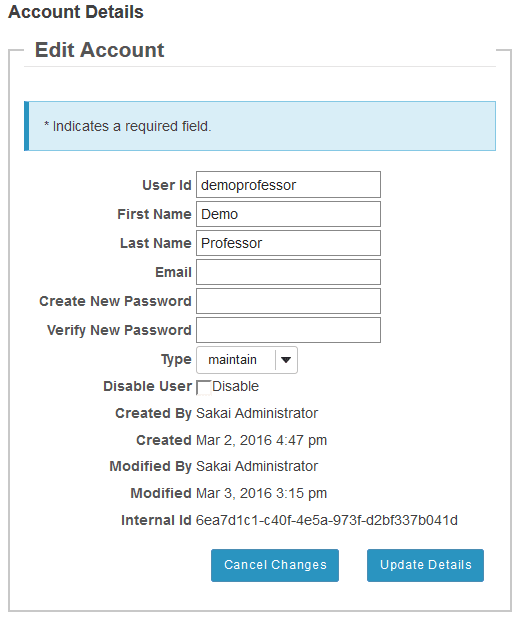 Account Details
Edit Account
* Indicates a required field.
User Id demoprofessor
First Name Demo
Last Name Professor
Email
Create New Password
Verify New Password
Type maintain
Disable User Disable
Created By Sakai Administrator
Created Mar 2, 2016 4:47 pm
Modified By Sakai Administrator
Modified Mar 3, 2016 3:15 pm
Internal Id 6ea7d1c1-c40f-4e5a-973f-d2bf337b041d
Cancel Changes Update Details